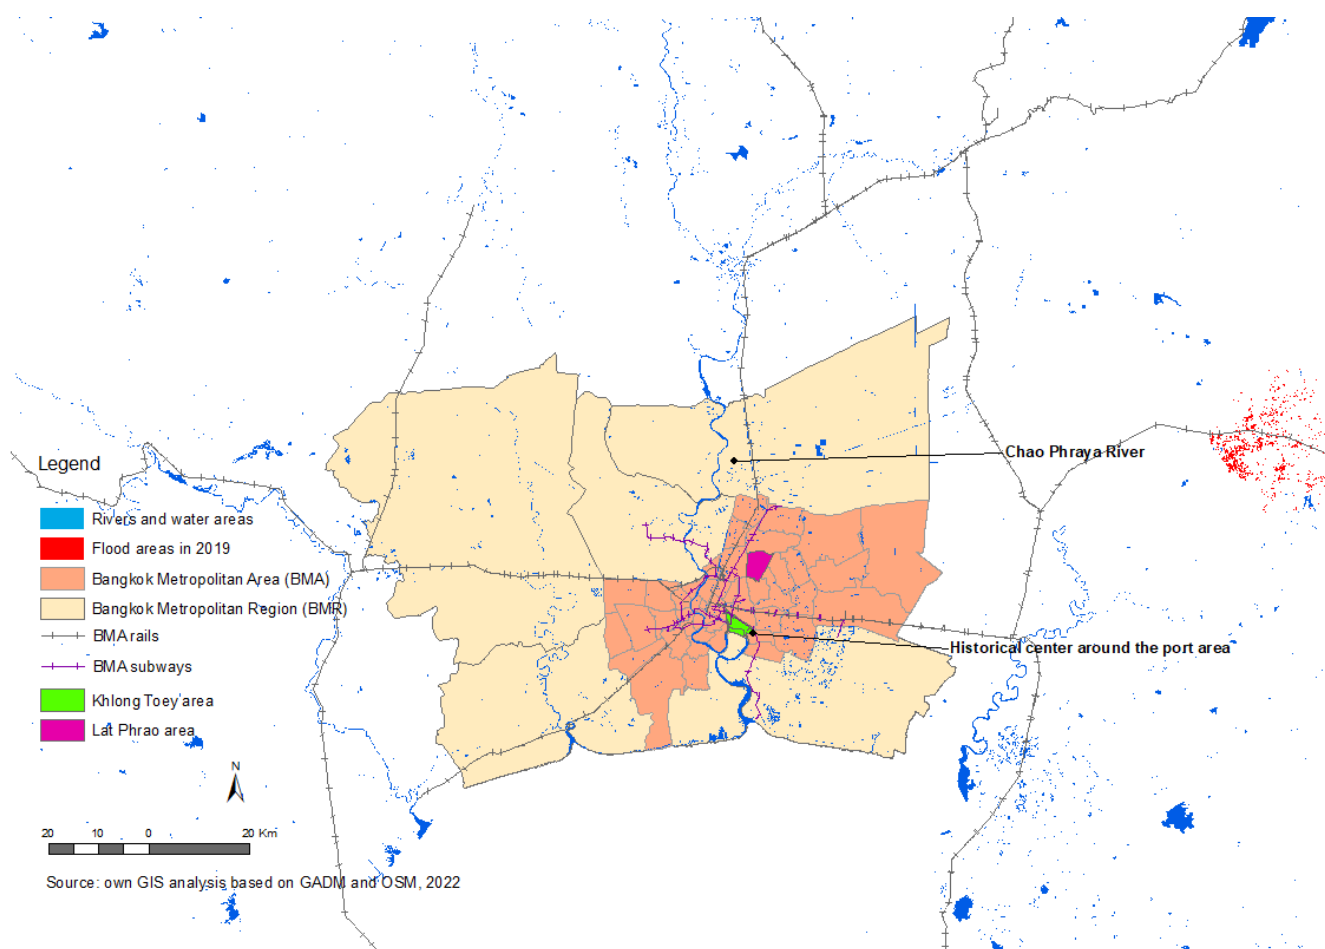 Chao Phraya River
Legend
Rivers and water areas
Flood areas in 2019
Bangkok Metropolitan Area (BMA)
Bangkok Metropolitan Region (BMR)
BMA rails
BMA subways
Khlong Toey area
Lat Phrao area
Historical center around the port area
N
20 10 0 20 Km
Source: own GIS analysis based on GADM and OSM, 2022